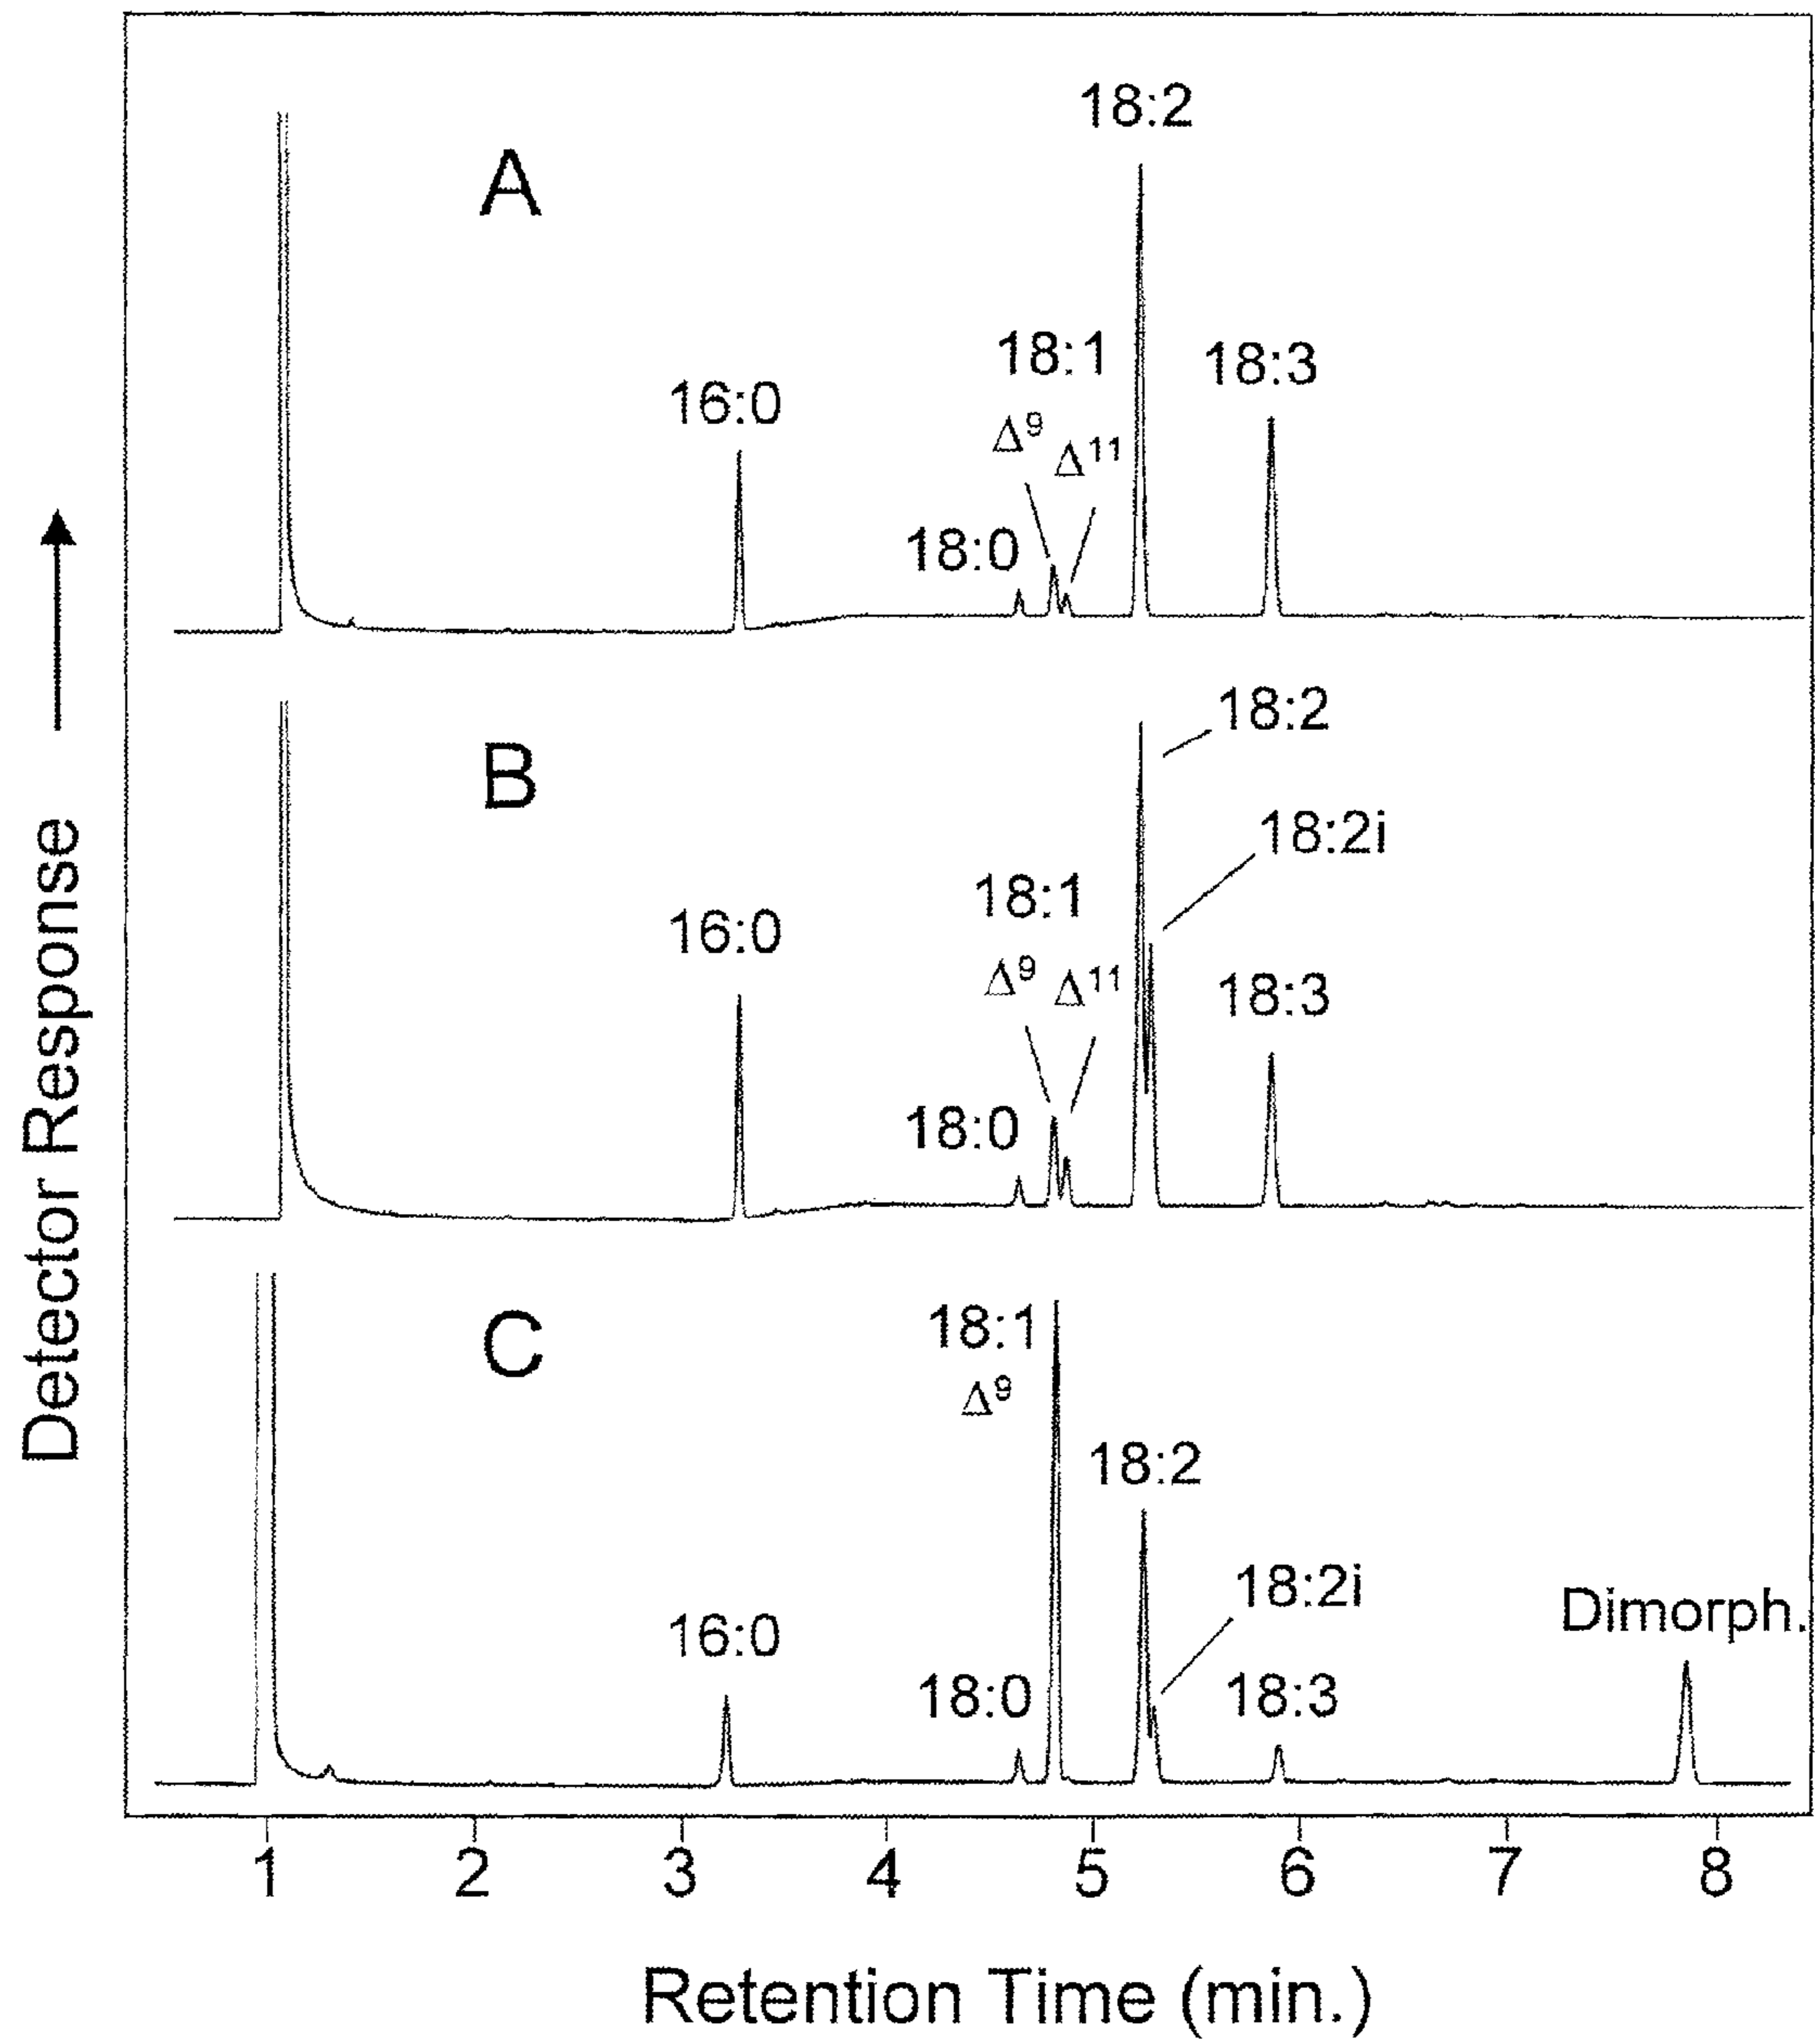 A
18:2
18:1
18:3
16:0
Δ⁹ Δ¹¹
18:0
B
18:2
18:2i
18:1
16:0
Δ⁹ Δ¹¹
18:3
18:0
C
18:1
Δ⁹
18:2
18:2i
Dimorph.
16:0
18:0
18:3
Detector Response
1 2 3 4 5 6 7 8
Retention Time (min.)